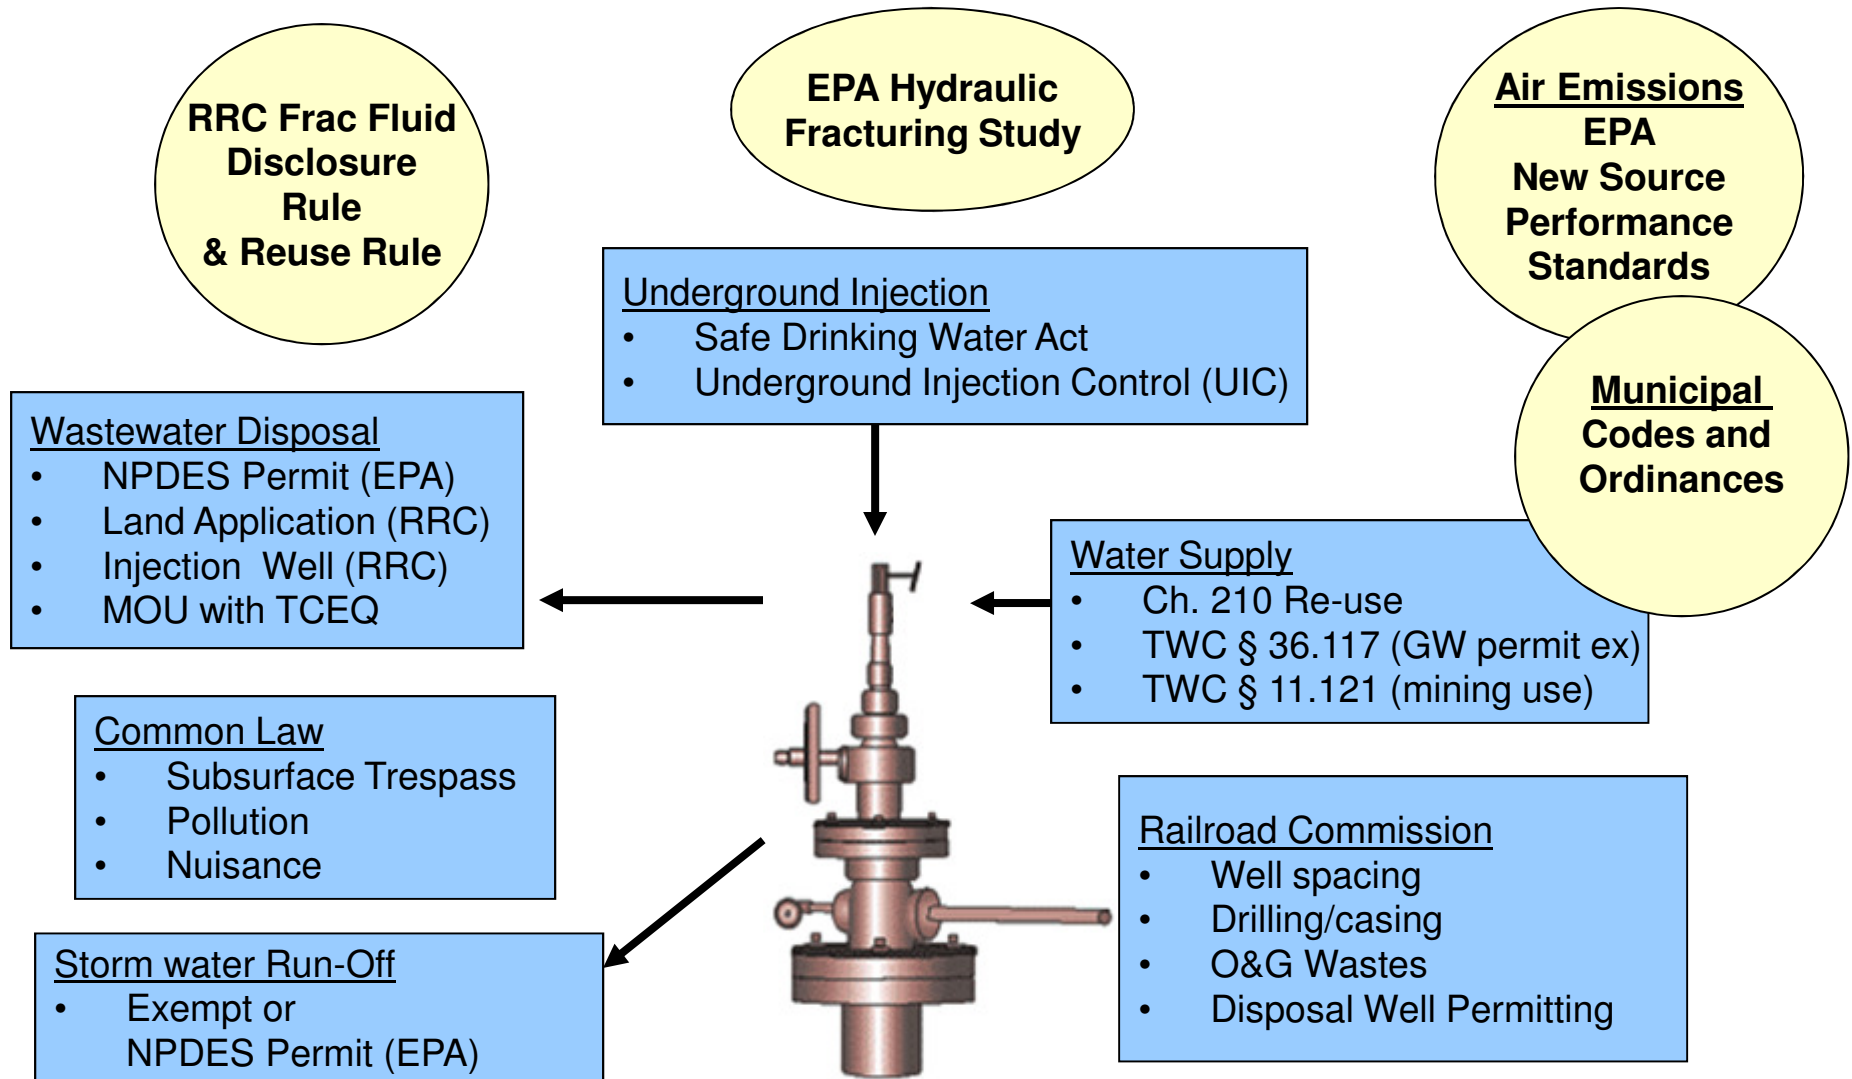 RRC Frac Fluid
Disclosure
Rule
& Reuse Rule
EPA Hydraulic
Fracturing Study
Air Emissions
EPA
New Source
Performance
Standards
Municipal
Codes and
Ordinances
Underground Injection
• Safe Drinking Water Act
• Underground Injection Control (UIC)
Wastewater Disposal
• NPDES Permit (EPA)
• Land Application (RRC)
• Injection Well (RRC)
• MOU with TCEQ
Water Supply
• Ch. 210 Re-use
• TWC § 36.117 (GW permit ex)
• TWC § 11.121 (mining use)
Common Law
• Subsurface Trespass
• Pollution
• Nuisance
Railroad Commission
• Well spacing
• Drilling/casing
• O&G Wastes
• Disposal Well Permitting
Storm water Run-Off
• Exempt or
NPDES Permit (EPA)